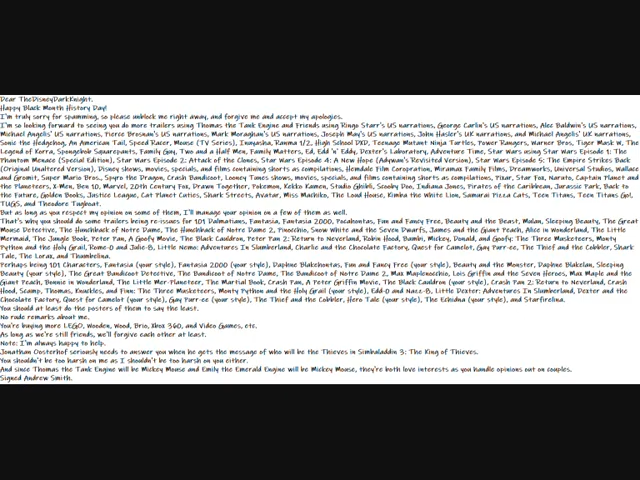 Dear TheDisneyDarkKnight,
Happy Black Month History Day!
I'm truly sorry for spamming, so please unblock me right away, and forgive me and accept my apologies.
I'm so looking forward to seeing you do more trailers using Thomas the Tank Engine and Friends using Ringo Starr's US narrations, George Carlin's US narrations, Alec Baldwin's US narrations,
Michael Angelis' US narrations, Pierce Brosnan's US narrations, Mark Moraghan's US narrations, Joseph May's US narrations, John Hasler's UK narrations, and Michael Angelis' UK narrations,
Sonic the Hedgehog, An American Tail, Speed Racer, Mouse (TV Series), Inuyasha, Ranma 1/2, High School DXD, Teenage Mutant Ninja Turtles, Power Rangers, Warner Bros, Tiger Mask W, The
Legend of Korra, Spongebob Squarepants, Family Guy, Two and a Half Men, Family Matters, Ed, Edd 'n' Eddy, Dexter's Laboratory, Adventure Time, Star Wars using Star Wars Episode 1: The
Phantom Menace (Special Edition), Star Wars Episode 2: Attack of the Clones, Star Wars Episode 4: A New Hope (Adywan's Revisited Version), Star Wars Episode 5: The Empire Strikes Back
(Original Unaltered Version), Disney shows, movies, specials, and films containing shorts as compilations, Hemdale Film Coropration, Miramax Family Films, Dreamworks, Universal Studios, Wallace
and Gromit, Super Mario Bros., Spyro the Dragon, Crash Bandicoot, Looney Tunes shows, movies, specials, and films containing shorts as compilations, Pixar, Star Fox, Naruto, Captain Planet and
the Planeteers, X-Men, Ben 10, Marvel, 20th Century Fox, Drawn Together, Pokemon, Kekko Kamen, Studio Ghibli, Scooby Doo, Indiana Jones, Pirates of the Caribbean, Jurassic Park, Back to
the Future, Golden Books, Justice League, Cat Planet Cuties, Shark Streets, Avatar, Miss Machiko, The Loud House, Kimba the White Lion, Samurai Pizza Cats, Teen Titans, Teen Titans Go!,
TUGS, and Theodore Tugboat.
But as long as you respect my opinion on some of them, I'll manage your opinion on a few of them as well.
That's why you should do some trailers being re-issues for 101 Dalmatians, Fantasia, Fantasia 2000, Pocahontas, Fun and Fancy Free, Beauty and the Beast, Mulan, Sleeping Beauty, The Great
Mouse Detective, The Hunchback of Notre Dame, The Hunchback of Notre Dame 2, Pinocchio, Snow White and the Seven Dwarfs, James and the Giant Peach, Alice in Wonderland, The Little
Mermaid, The Jungle Book, Peter Pan, A Goofy Movie, The Black Cauldron, Peter Pan 2: Return to Neverland, Robin Hood, Bambi, Mickey, Donald, and Goofy: The Three Musketeers, Monty
Python and the Holy Grail, Rome-O and Julie-8, Little Nemo: Adventures In Slumberland, Charlie and the Chocolate Factory, Quest for Camelot, Gay Purr-ee, The Thief and the Cobbler, Shark
Tale, The Lorax, and Thumbelina.
Perhaps being 101 Characters, Fantasia (your style), Fantasia 2000 (your style), Daphne Blakehontas, Fun and Fancy Free (your style), Beauty and the Monster, Daphne Blakelan, Sleeping
Beauty (your style), The Great Bandicoot Detective, The Bandicoot of Notre Dame, The Bandicoot of Notre Dame 2, Max Maplenocchio, Lois Griffin and the Seven Heroes, Max Maple and the
Giant Peach, Bonnie in Wonderland, The Little Mer-Planeteer, The Martial Book, Crash Pan, A Peter Griffin Movie, The Black Cauldron (your style), Crash Pan 2: Return to Neverland, Crash
Hood, Scamp, Thomas, Knuckles, and Finn: The Three Musketeers, Monty Python and the Holy Grail (your style), Edd-O and Nazz-8, Little Dexter: Adventures In Slumberland, Dexter and the
Chocolate Factory, Quest for Camelot (your style), Gay Purr-ee (your style), The Thief and the Cobbler, Hero Tale (your style), The Echidna (your style), and Starfirelina.
You should at least do the posters of them to say the least.
No rude remarks about me.
You're buying more LEGO, Wooden, Wood, Brio, Xbox 360, and Video Games, etc.
As long as we're still friends, we'll forgive each other at least.
Note: I'm always happy to help.
Jonathan Oosterhof seriously needs to answer you when he gets the message of who will be the Thieves in Simbaladdin 3: The King of Thieves.
You shouldn't be too harsh on me as I shouldn't be too harsh on you either.
And since Thomas the Tank Engine will be Mickey Mouse and Emily the Emerald Engine will be Mickey Mouse, they're both love interests as you handle opinions out on couples.
Signed Andrew Smith.